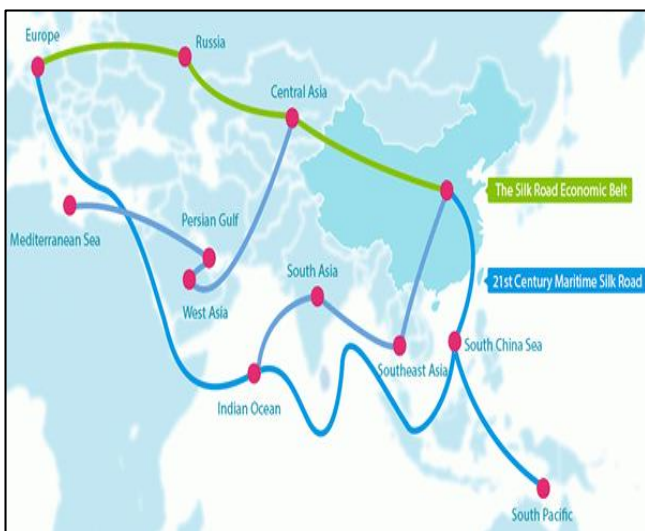 Europe
Russia
Central Asia
The Silk Road Economic Belt
Persian Gulf
Mediterranean Sea
South Asia
21st Century Maritime Silk Road
West Asia
South China Sea
Southeast Asia
Indian Ocean
South Pacific